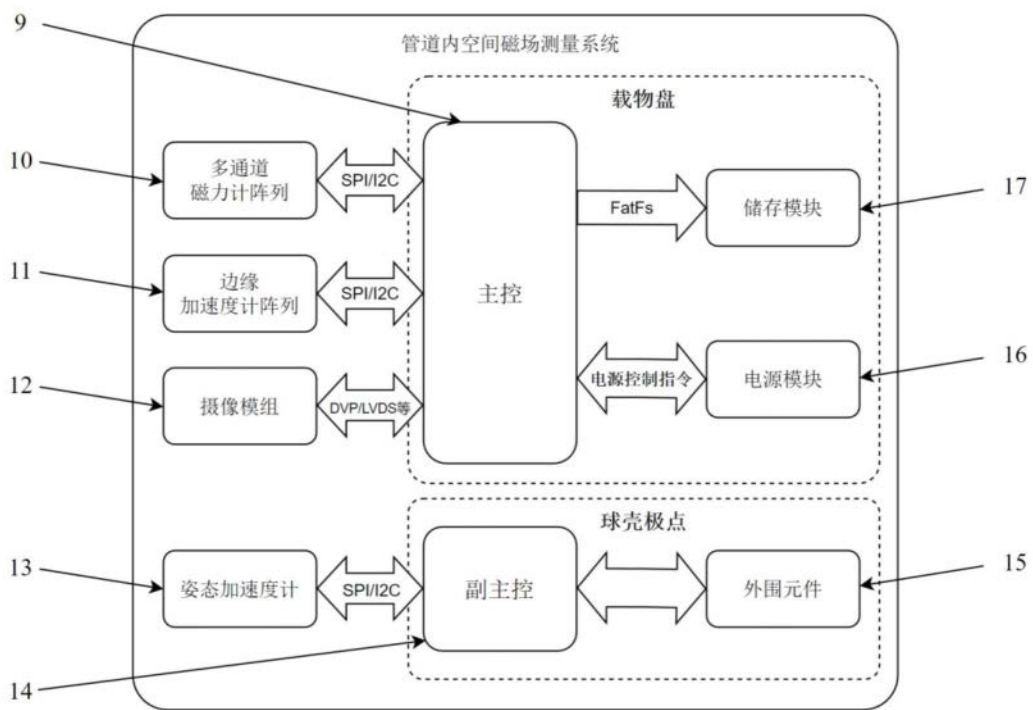 9
管道内空间磁场测量系统
载物盘
10
多通道
磁力计阵列
SPI/I2C
主控
FatFs
储存模块
17
11
边缘
加速度计阵列
SPI/I2C
12
摄像模组
DVP/LVDS等
电源控制指令
电源模块
16
球壳极点
13
姿态加速度计
SPI/I2C
副主控
外围元件
15
14